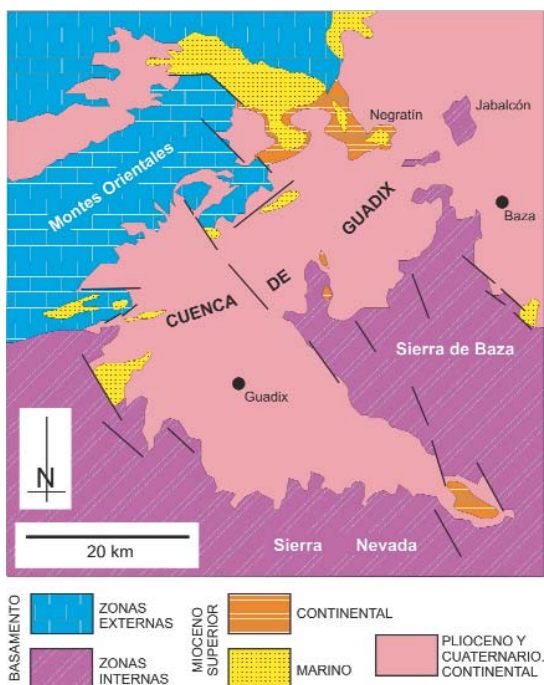 Negratín
Jabalcón
Montes Orientales
Baza
CUENCA DE GUADIX
Sierra de Baza
Guadix
N
20 km
Sierra Nevada
BASAMENTO
ZONAS
EXTERNAS
ZONAS
INTERNAS
MIOCENO
SUPERIOR
CONTINENTAL
MARINO
PLIOCENO Y
CUATERNARIO.
CONTINENTAL